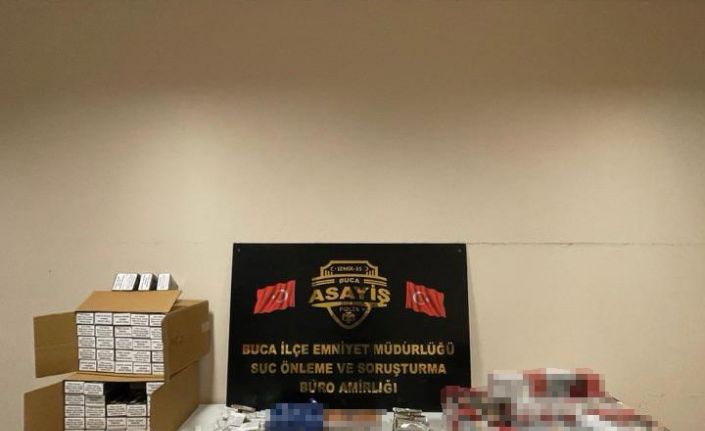 İZMİR-35
BUCA
ASAYİŞ
POLİS
BUCA İLÇE EMNİYET MÜDÜRLÜĞÜ
SUÇ ÖNLEME VE SORUŞTURMA
BÜRO AMİRLİĞİ